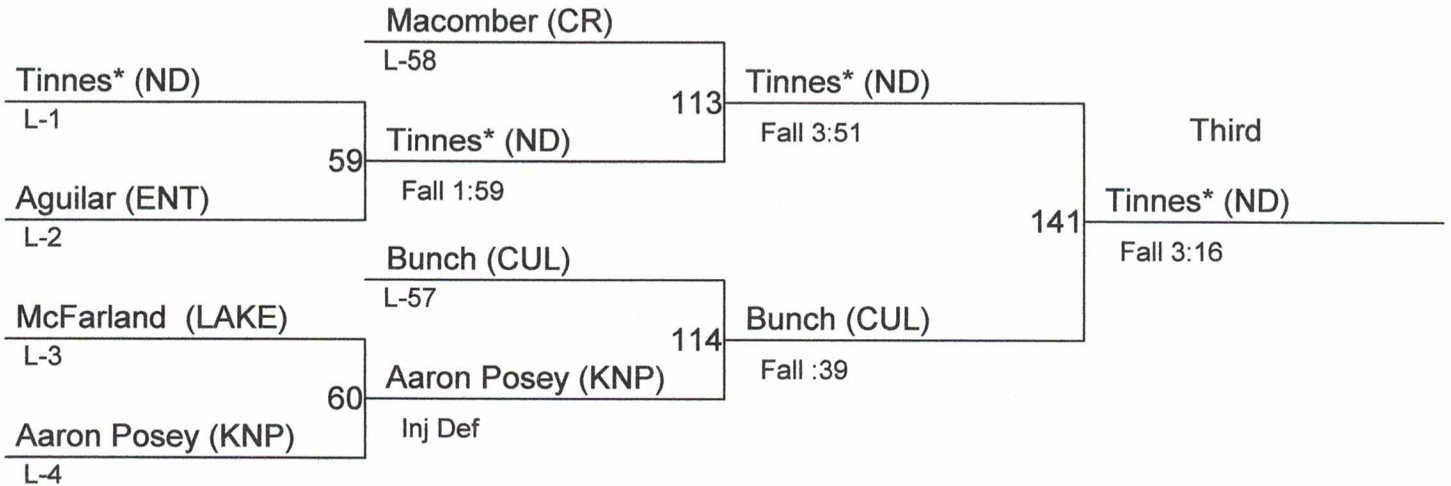 Macomber (CR)
L-58
Tinnes* (ND)
L-1
113
Tinnes* (ND)
Fall 3:51
Third
59
Tinnes* (ND)
Fall 1:59
Aguilar (ENT)
L-2
141
Tinnes* (ND)
Fall 3:16
Bunch (CUL)
L-57
McFarland (LAKE)
L-3
114
Bunch (CUL)
Fall :39
60
Aaron Posey (KNP)
Inj Def
Aaron Posey (KNP)
L-4